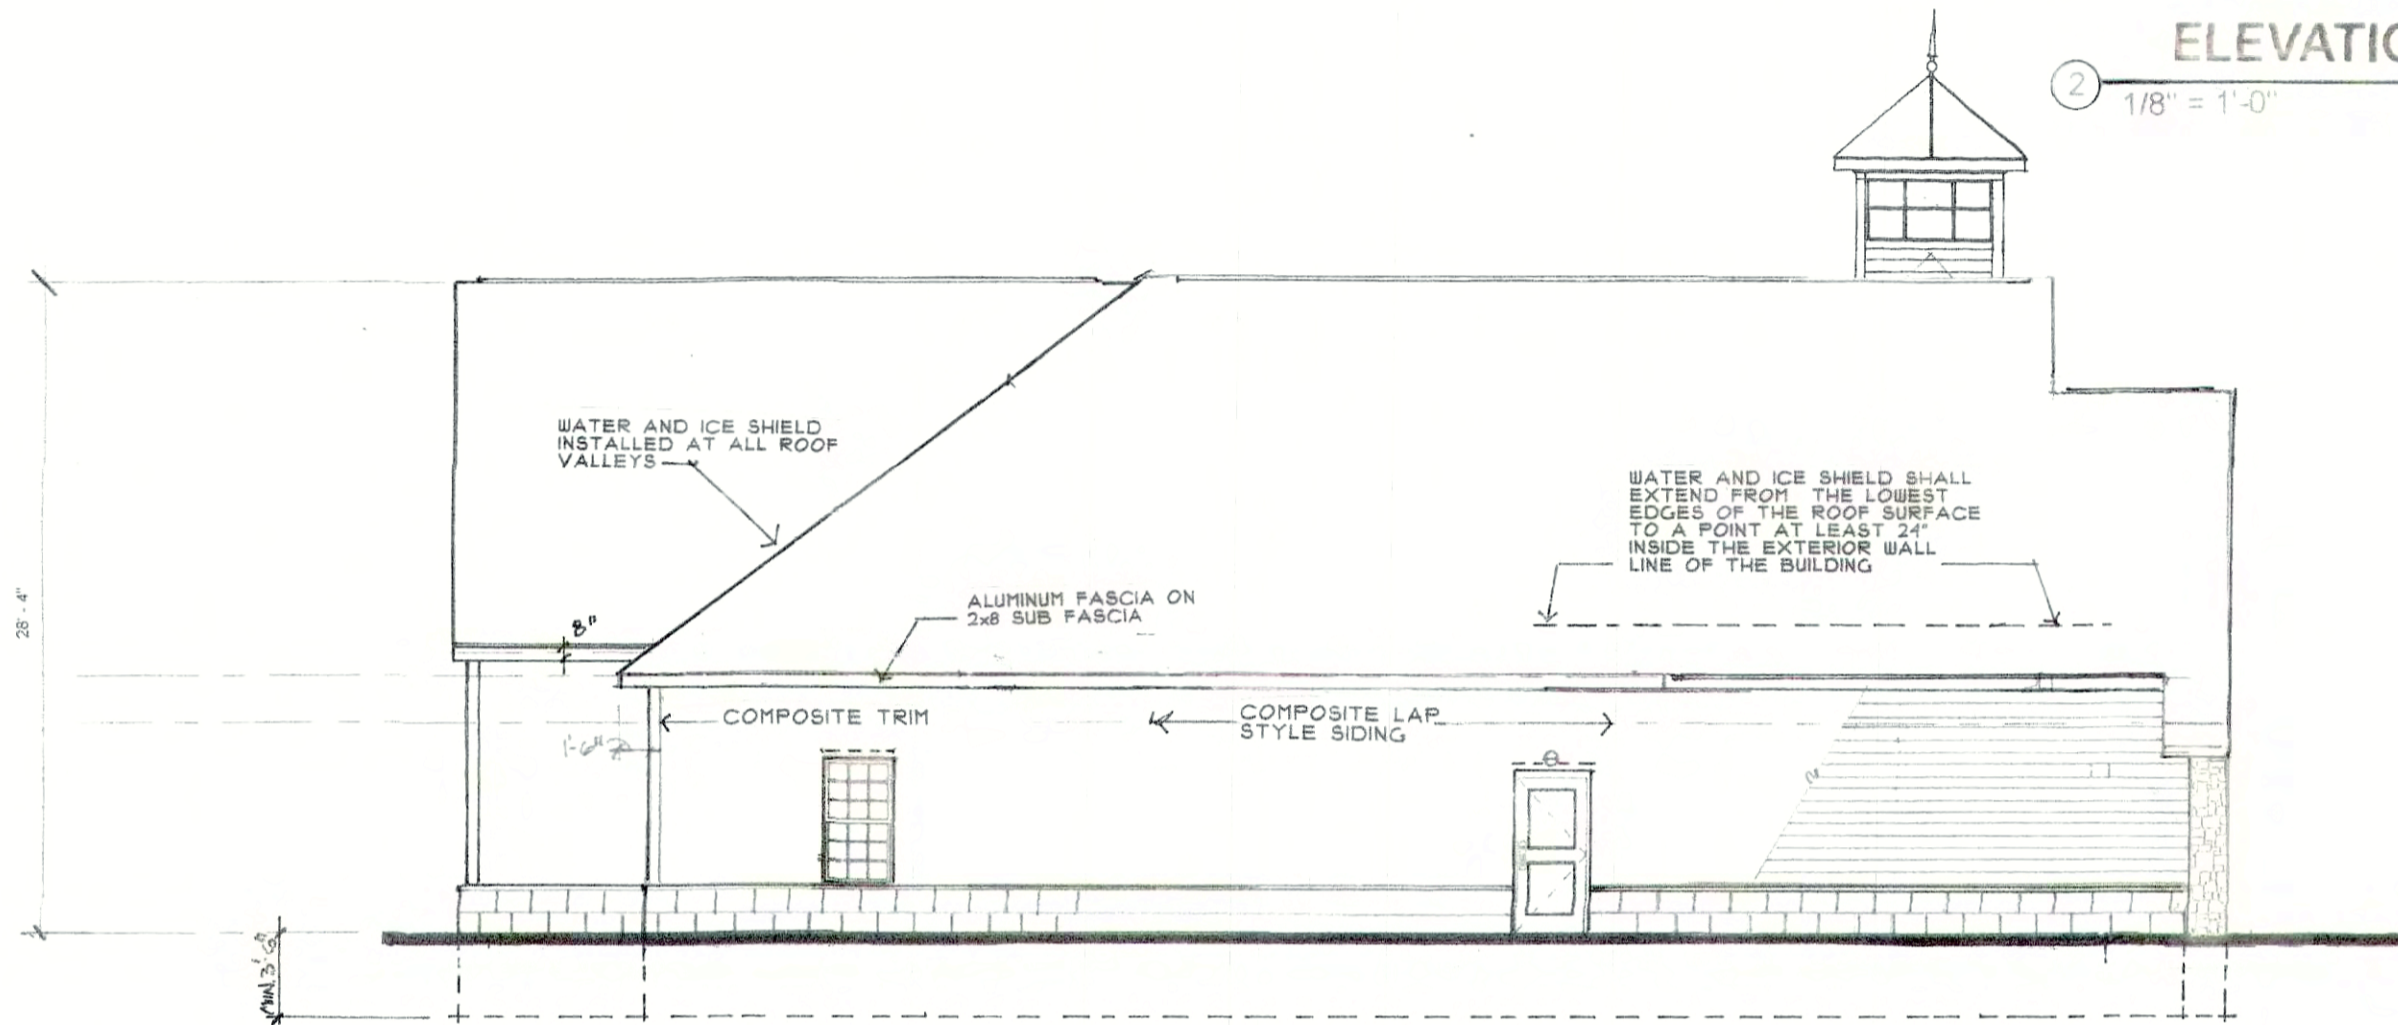 ELEVATIO
2
1/8" = 1'-0"
WATER AND ICE SHIELD
INSTALLED AT ALL ROOF
VALLEYS
WATER AND ICE SHIELD SHALL
EXTEND FROM THE LOWEST
EDGES OF THE ROOF SURFACE
TO A POINT AT LEAST 24"
INSIDE THE EXTERIOR WALL
LINE OF THE BUILDING
ALUMINUM FASCIA ON
2x8 SUB FASCIA
8"
28' - 4"
COMPOSITE TRIM
COMPOSITE LAP
STYLE SIDING
1'-6"
MIN. 3'-6"